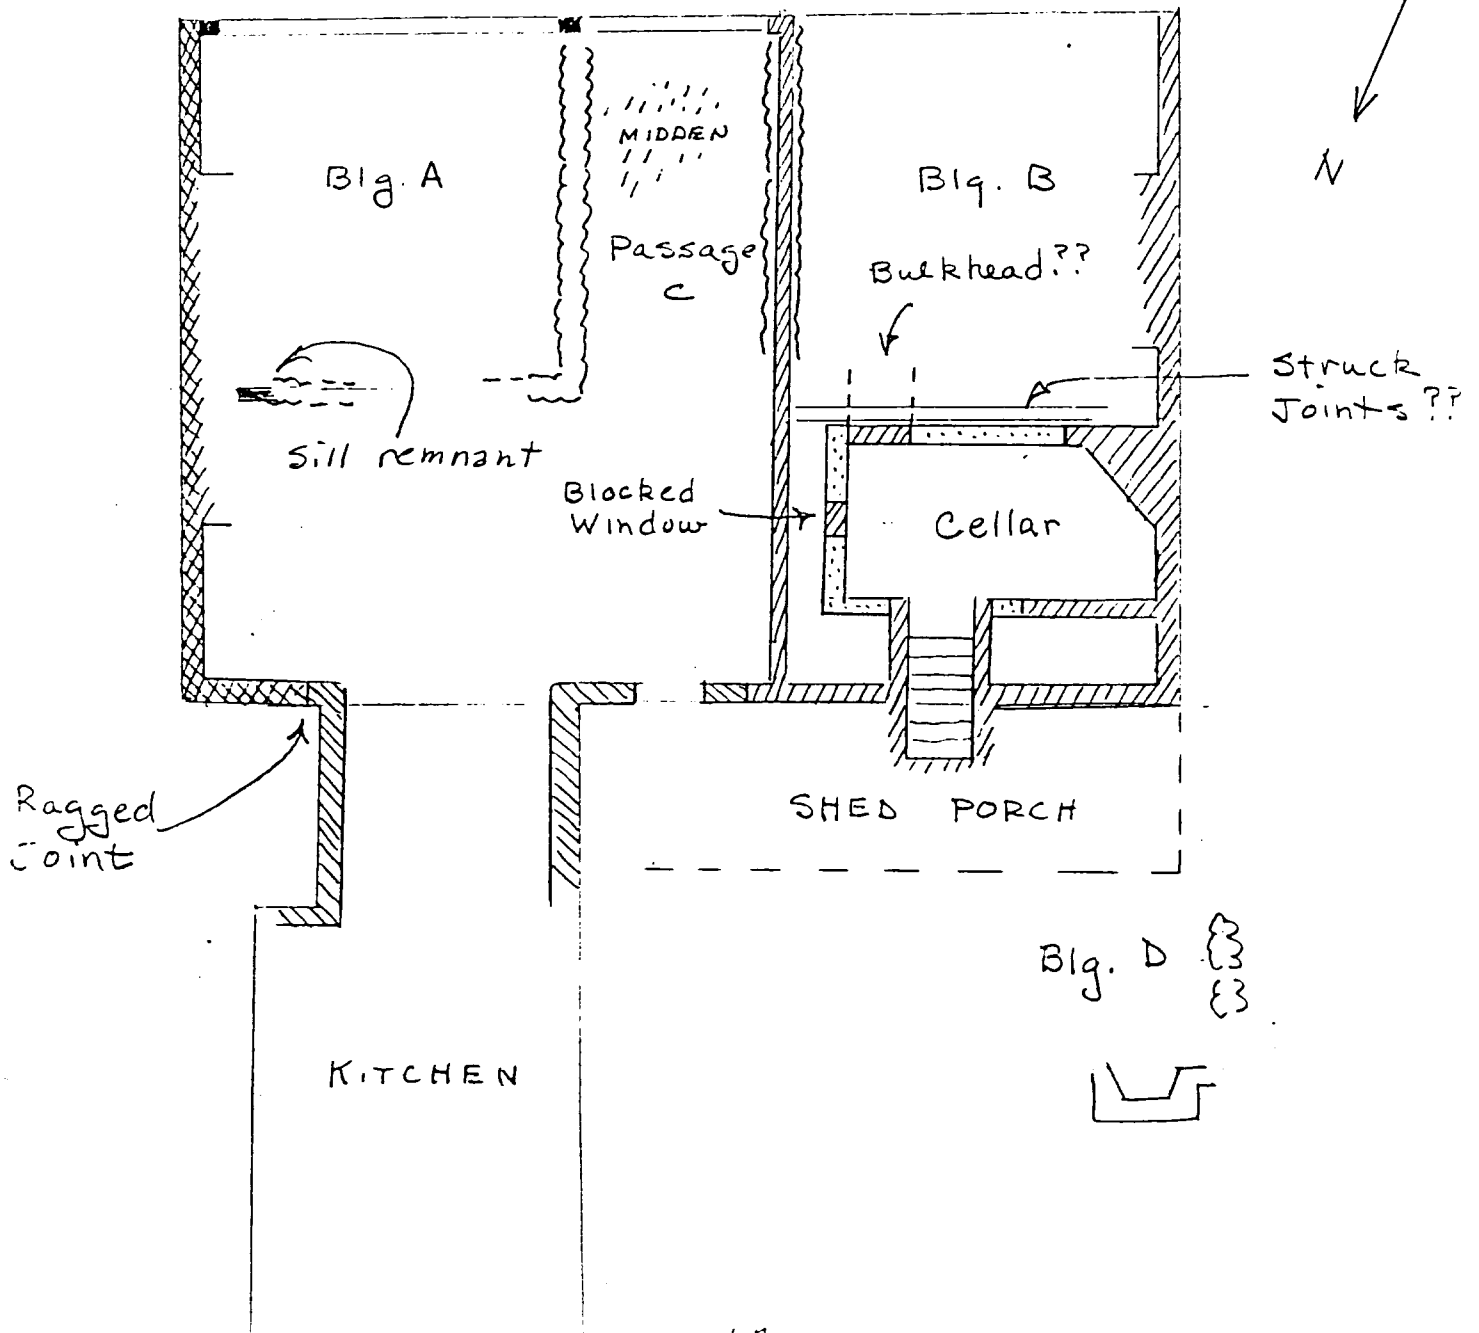 MIDDEN
Blg. A
Blg. B
N
Passage
C
Bulkhead??
Struck
Joints??
Sill remnant
Blocked
Window
Cellar
Ragged
Joint
SHED PORCH
Blg. D
KITCHEN